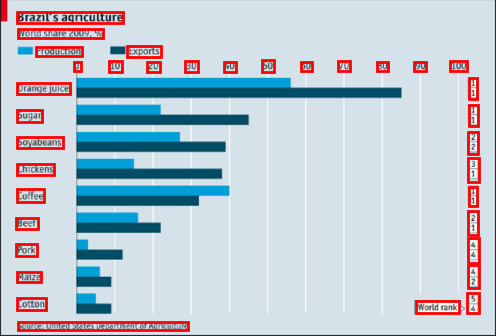 Brazil's agriculture
World share 2009, %
Production Exports
0 10 20 30 40 50 60 70 80 90 100
Orange juice 1 1
Sugar 1 1
Soyabeans 2 2
Chickens 3 1
Coffee 1 1
Beef 2 1
Pork 4 4
Maize 4 2
Cotton 5 4
World rank
Source: United States Department of Agriculture